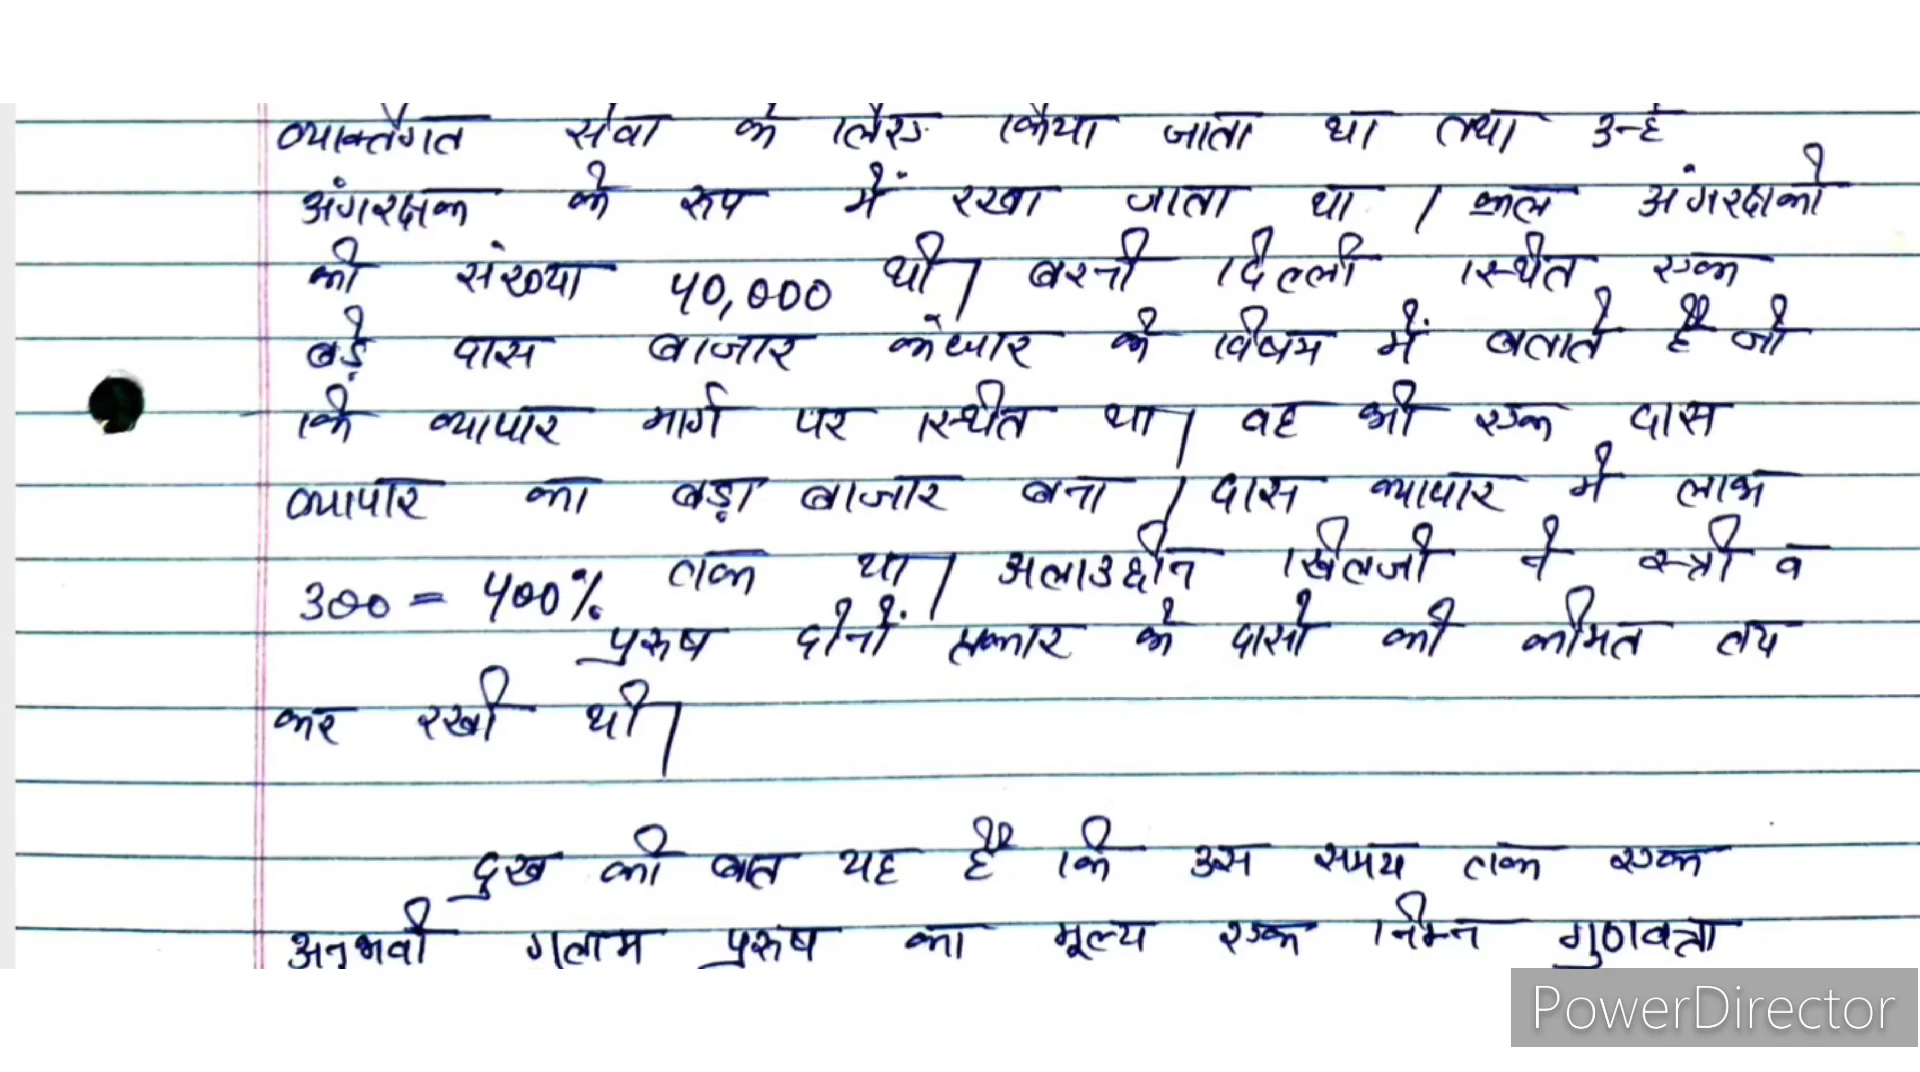 व्यक्तिगत सेवा के लिए किया जाता था तथा उन्हे
अंगरक्षक के रूप में रखा जाता था। कुल अंगरक्षको
की संख्या 40,000 थी। बरनी दिल्ली स्थित एक
बड़े दास बाजार कंधार के विषय में बताते है जो
कि व्यापार मार्ग पर स्थित था। वह भी एक दास
व्यापार का बड़ा बाजार बना। दास व्यापार मे लाभ
300 = 400% तक था। अलाउद्दीन खिलजी ने स्त्री व
पुरुष दोनों प्रकार के दासो की कीमत तय
कर रखी थी।
दुख की बात यह है कि उस समय तक एक
अनुभवी गुलाम पुरुष का मूल्य एक निम्न गुणवत्ता
PowerDirector